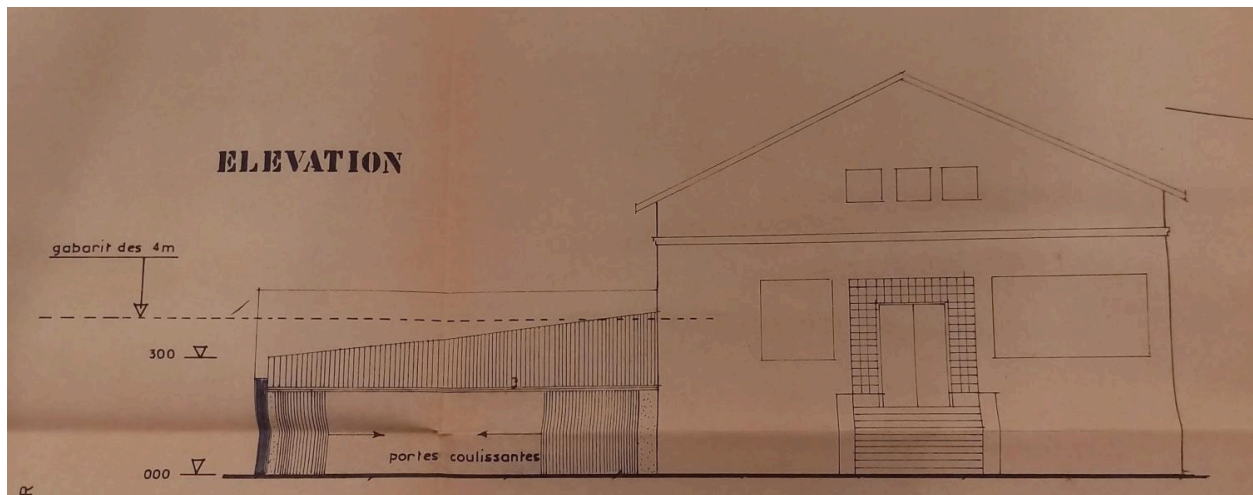 ELEVATION
gabarit des 4m
300
portes coulissantes
000
R